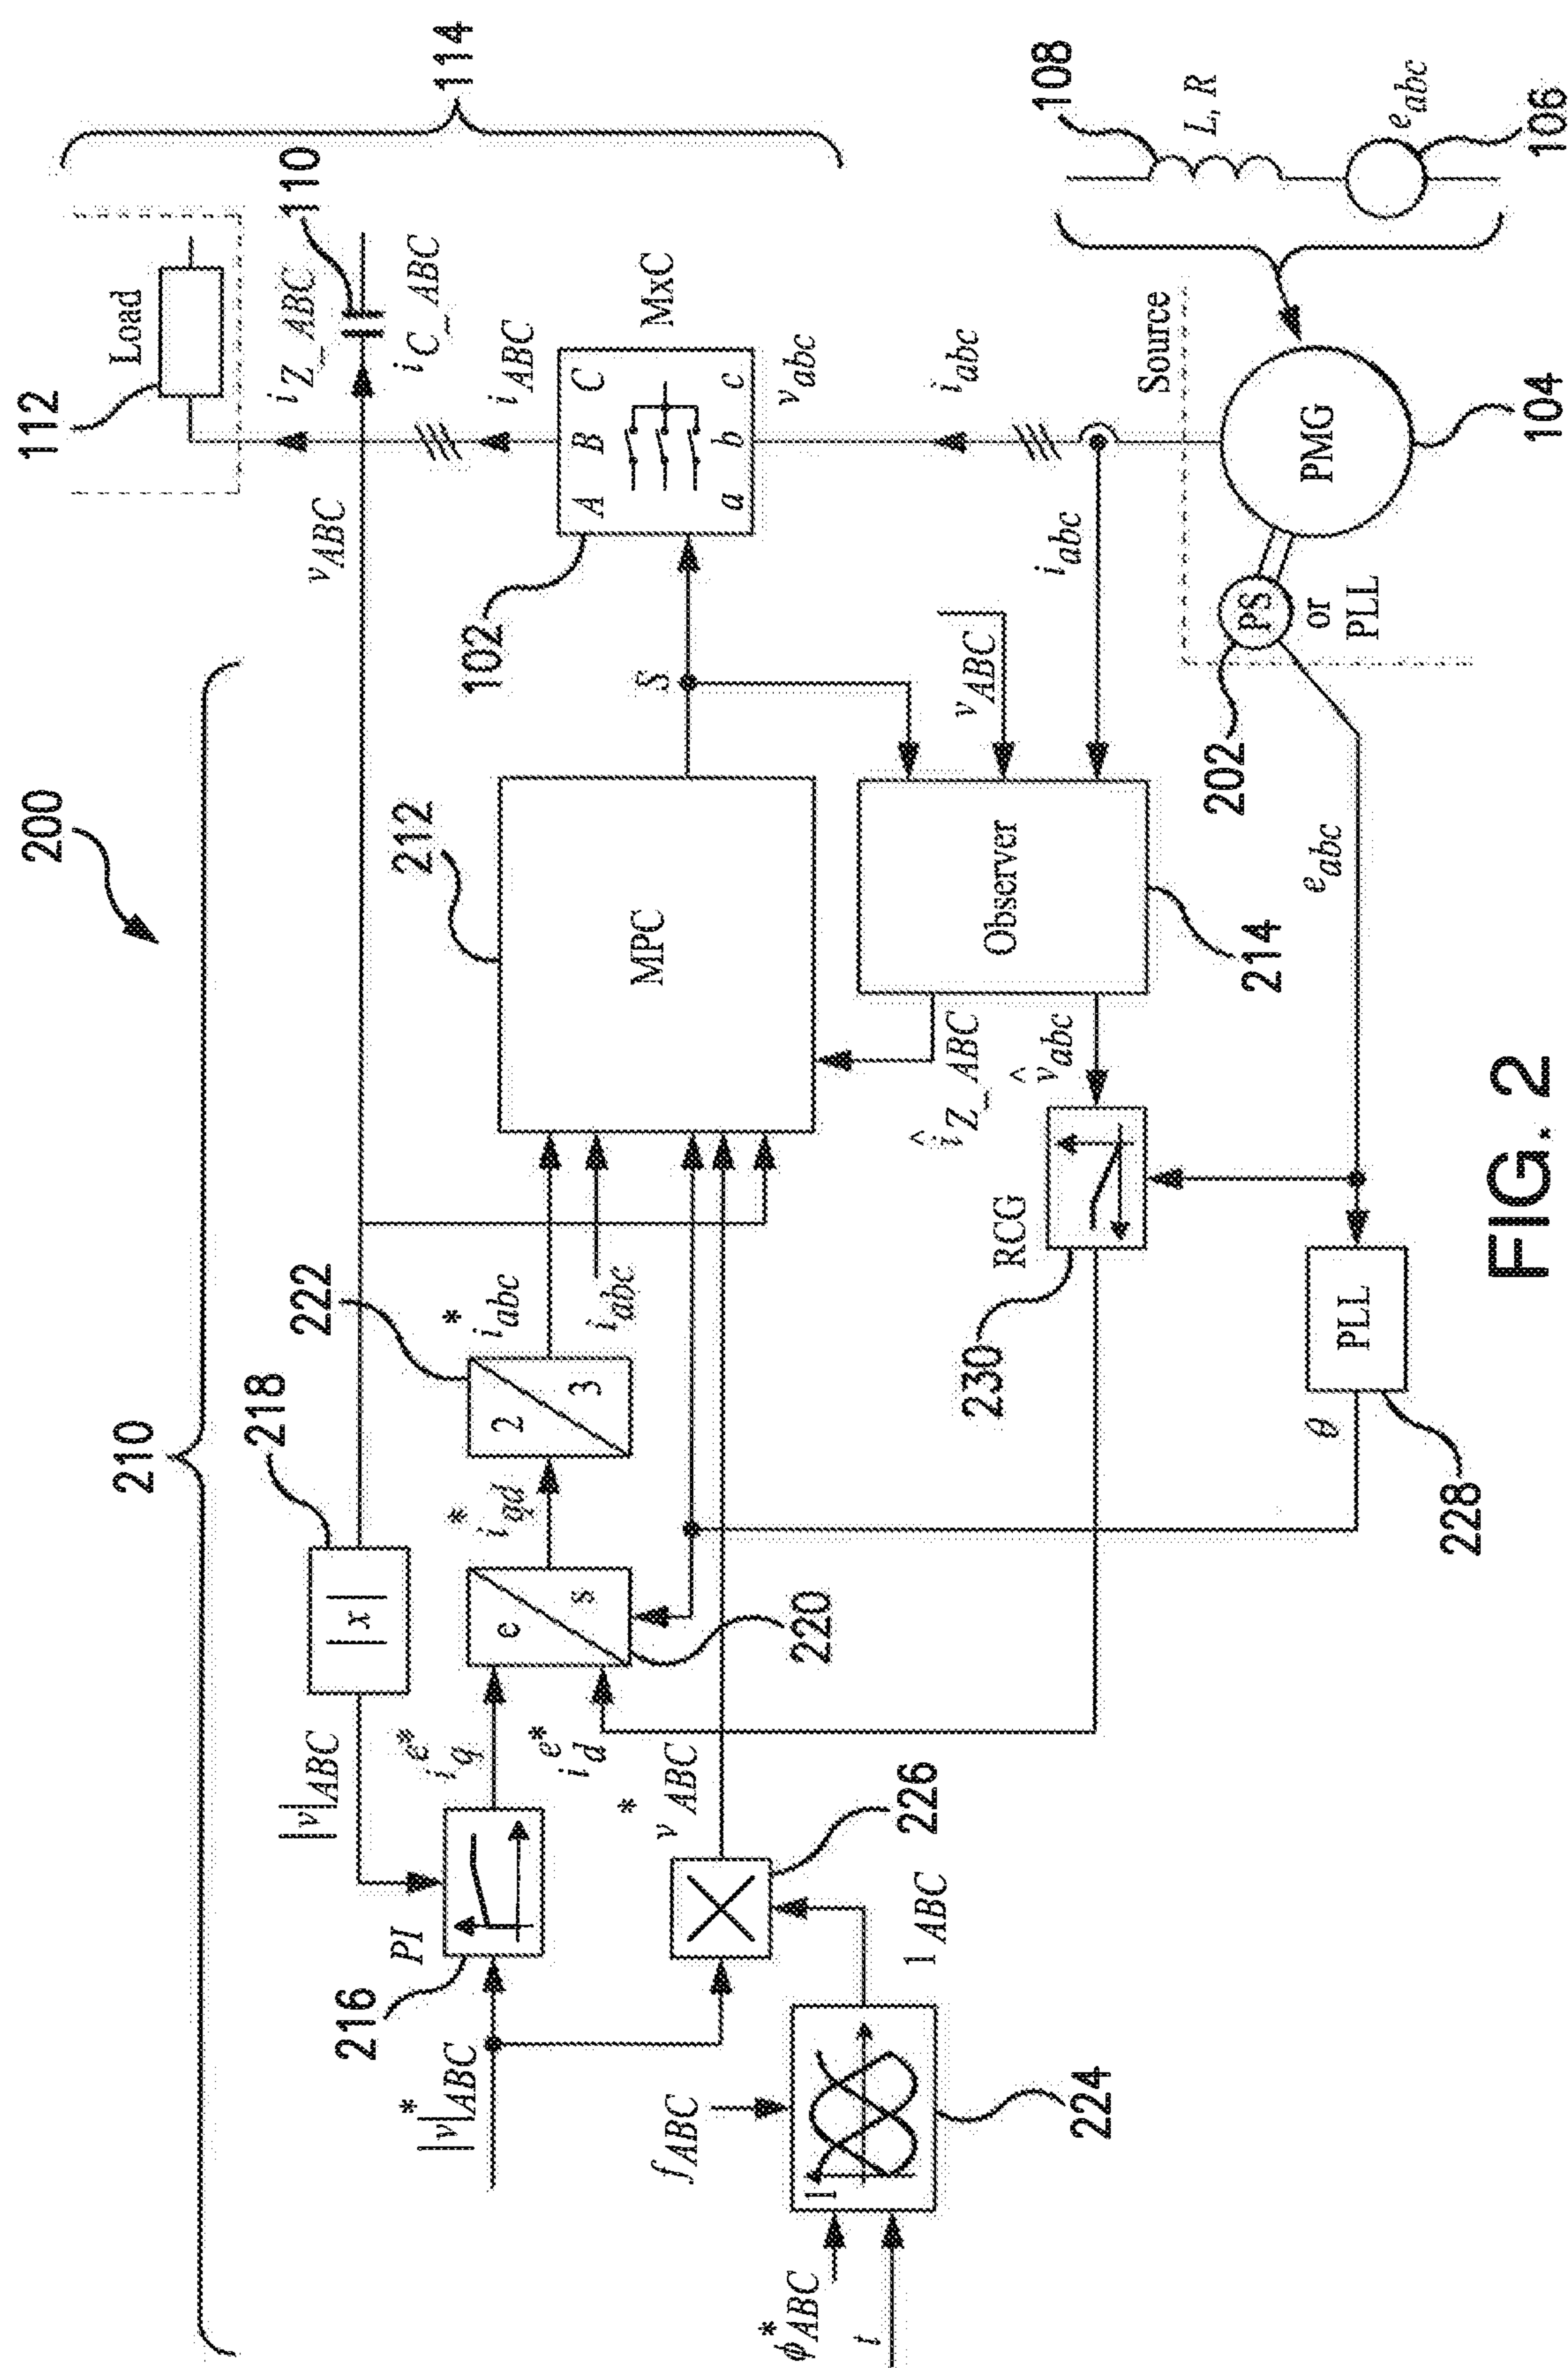 200
210
114
112
Load
i_Z_ABC
110
i_C_ABC
v_ABC
i_ABC
MxC
A B C
a b c
102
v_abc
i_abc
Source
PMG
104
PS
or
PLL
202
108
L, R
e_abc
106
218
|x|
|v|_ABC
PI
216
|v|*_ABC
i_q^e*
i_d^e*
e
s
220
i*_qd
222
2
3
i*_abc
i_abc
212
MPC
S
v*_ABC
226
1_ABC
f_ABC
ϕ*_ABC
t
1
224
Observer
214
v_ABC
i_abc
î_Z_ABC
v̂_abc
RCG
230
e_abc
PLL
228
θ
FIG. 2